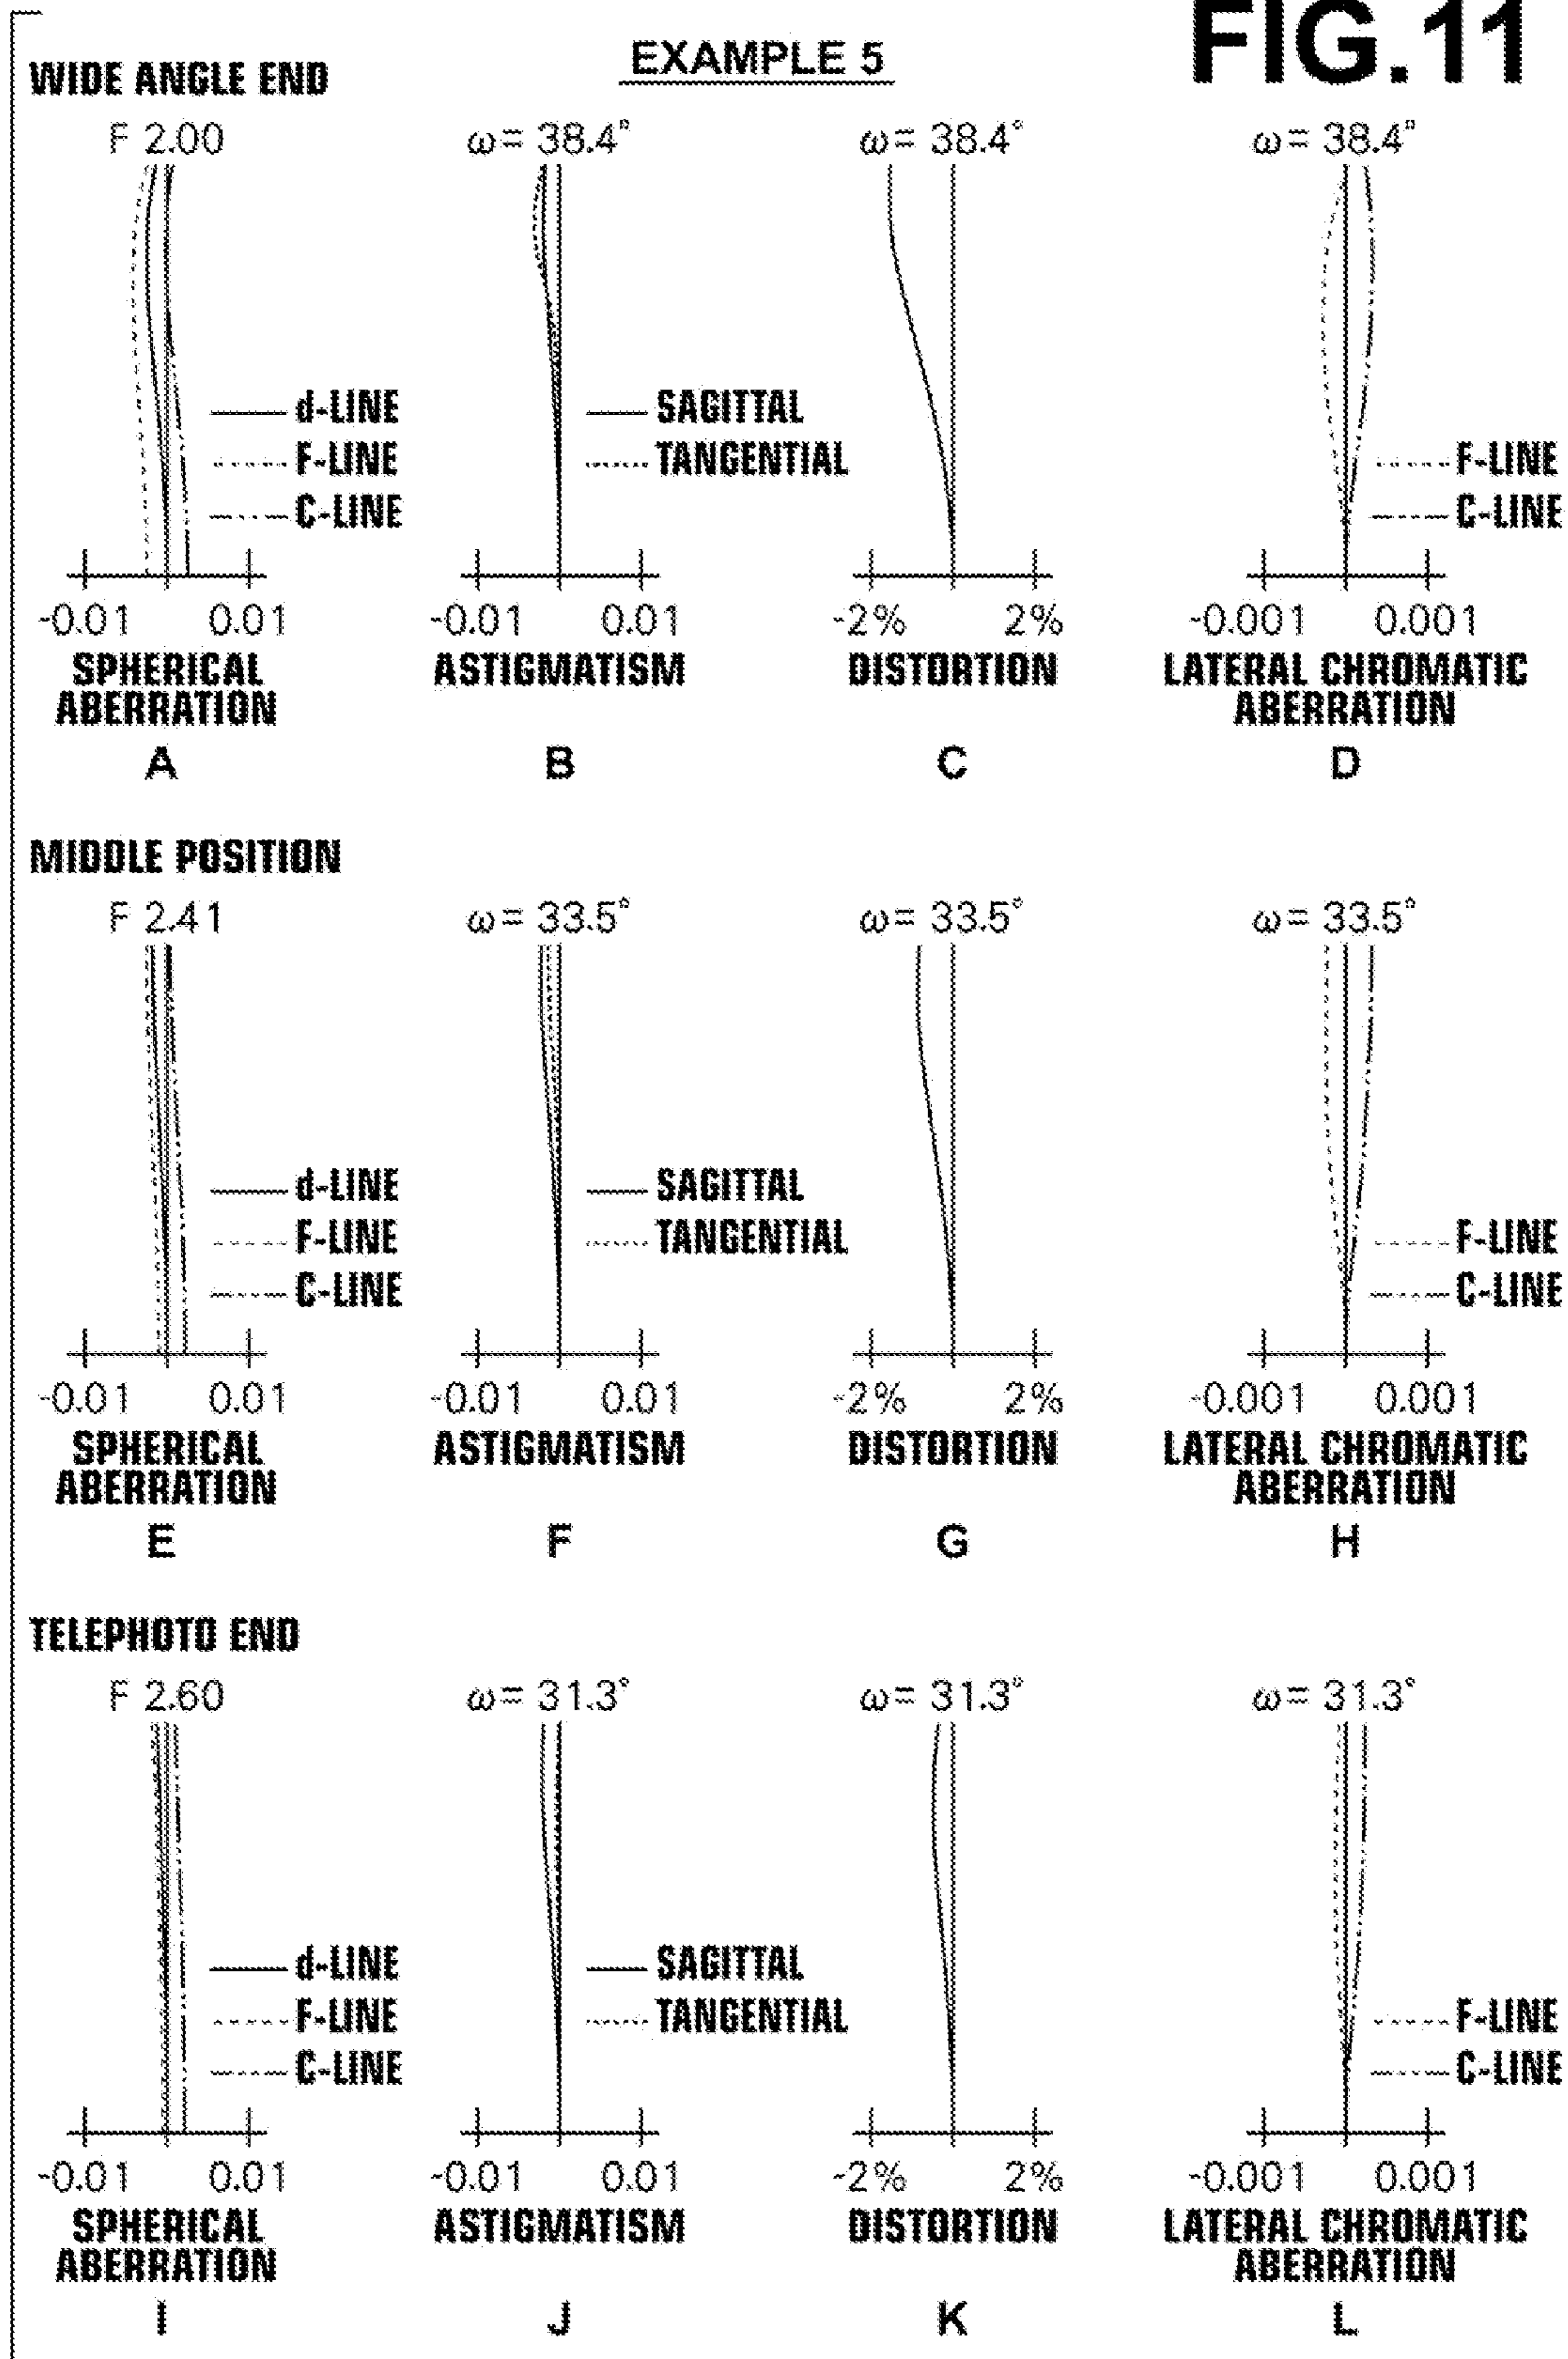 FIG.11
EXAMPLE 5
WIDE ANGLE END
F 2.00
ω= 38.4°
ω= 38.4°
ω= 38.4°
d-LINE
F-LINE
C-LINE
SAGITTAL
TANGENTIAL
F-LINE
C-LINE
-0.01 0.01
-0.01 0.01
-2% 2%
-0.001 0.001
SPHERICAL
ABERRATION
ASTIGMATISM
DISTORTION
LATERAL CHROMATIC
ABERRATION
A
B
C
D
MIDDLE POSITION
F 2.41
ω= 33.5°
ω= 33.5°
ω= 33.5°
d-LINE
F-LINE
C-LINE
SAGITTAL
TANGENTIAL
F-LINE
C-LINE
-0.01 0.01
-0.01 0.01
-2% 2%
-0.001 0.001
SPHERICAL
ABERRATION
ASTIGMATISM
DISTORTION
LATERAL CHROMATIC
ABERRATION
E
F
G
H
TELEPHOTO END
F 2.60
ω= 31.3°
ω= 31.3°
ω= 31.3°
d-LINE
F-LINE
C-LINE
SAGITTAL
TANGENTIAL
F-LINE
C-LINE
-0.01 0.01
-0.01 0.01
-2% 2%
-0.001 0.001
SPHERICAL
ABERRATION
ASTIGMATISM
DISTORTION
LATERAL CHROMATIC
ABERRATION
I
J
K
L